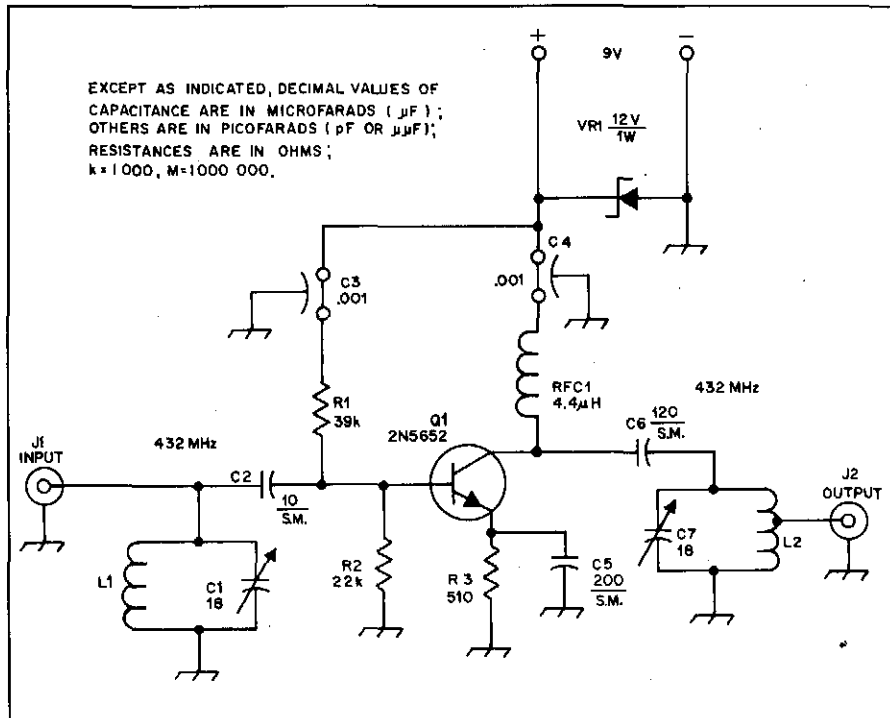 + −
9V
EXCEPT AS INDICATED, DECIMAL VALUES OF
CAPACITANCE ARE IN MICROFARADS ( µF ) ;
OTHERS ARE IN PICOFARADS ( pF OR µµF);
RESISTANCES ARE IN OHMS ;
k=1000, M=1000 000.
VR1 12V
1W
C4
.001
C3
.001
RFC1
4.4µH
432 MHz
R1
39k
Q1
2N5652
C6 120
S.M.
J1
INPUT
432 MHz
C2
10
S.M.
J2
OUTPUT
L1
C1
18
R2
22k
R3
510
C5
200
S.M.
C7
18
L2